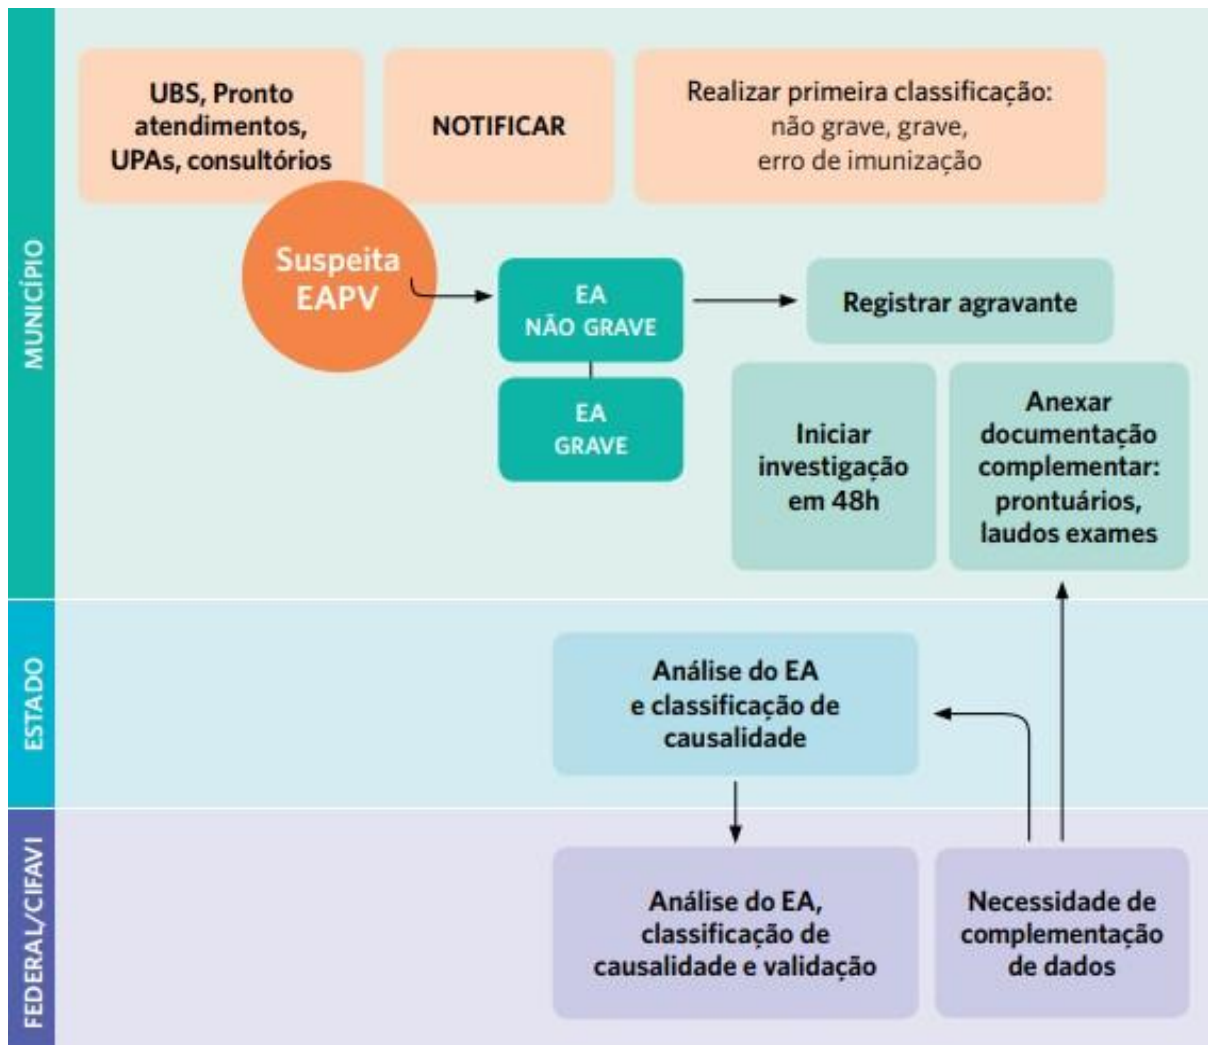 MUNICÍPIO
UBS, Pronto
atendimentos,
UPAs, consultórios
NOTIFICAR
Realizar primeira classificação:
não grave, grave,
erro de imunização
Suspeita
EAPV
EA
NÃO GRAVE
Registrar agravante
EA
GRAVE
Iniciar
investigação
em 48h
Anexar
documentação
complementar:
prontuários,
laudos exames
ESTADO
Análise do EA
e classificação de
causalidade
FEDERAL/CIFAVI
Análise do EA,
classificação de
causalidade e validação
Necessidade de
complementação
de dados